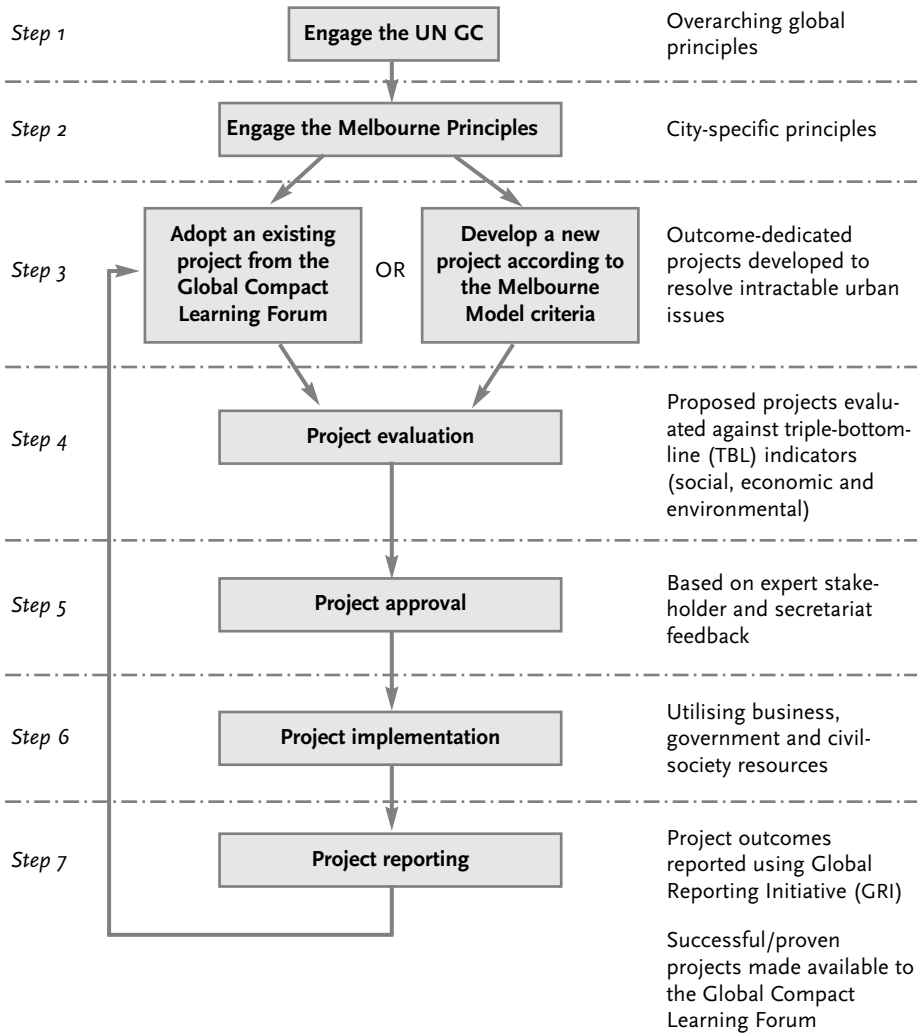 Step 1
Engage the UN GC
Overarching global
principles
Step 2
Engage the Melbourne Principles
City-specific principles
Step 3
Adopt an existing
project from the
Global Compact
Learning Forum
OR
Develop a new
project according to
the Melbourne
Model criteria
Outcome-dedicated
projects developed to
resolve intractable urban
issues
Step 4
Project evaluation
Proposed projects evalu-
ated against triple-bottom-
line (TBL) indicators
(social, economic and
environmental)
Step 5
Project approval
Based on expert stake-
holder and secretariat
feedback
Step 6
Project implementation
Utilising business,
government and civil-
society resources
Step 7
Project reporting
Project outcomes
reported using Global
Reporting Initiative (GRI)
Successful/proven
projects made available to
the Global Compact
Learning Forum